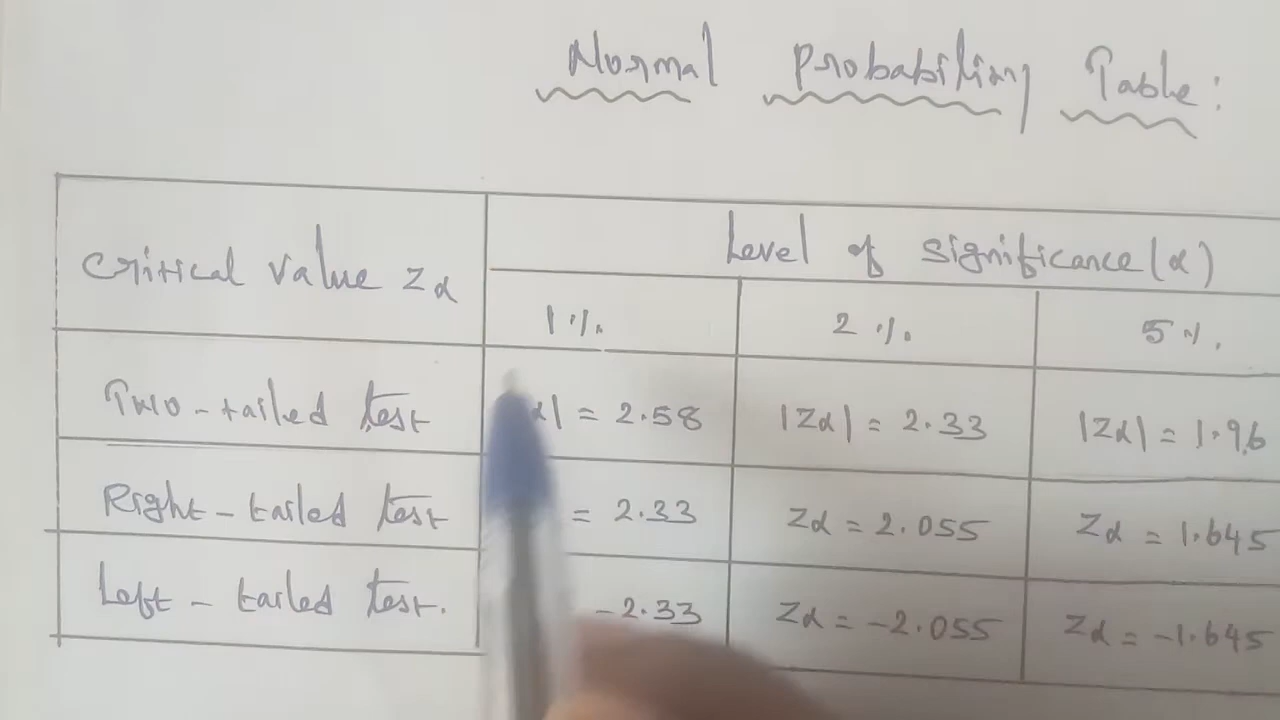 Normal Probability Table:
Critical value Zα
Level of significance (α)
1%. 2%. 5%.
Two-tailed test α| = 2.58 |Zα| = 2.33 |Zα| = 1.96
Right-tailed test = 2.33 Zα = 2.055 Zα = 1.645
Left-tailed test. -2.33 Zα = -2.055 Zα = -1.645